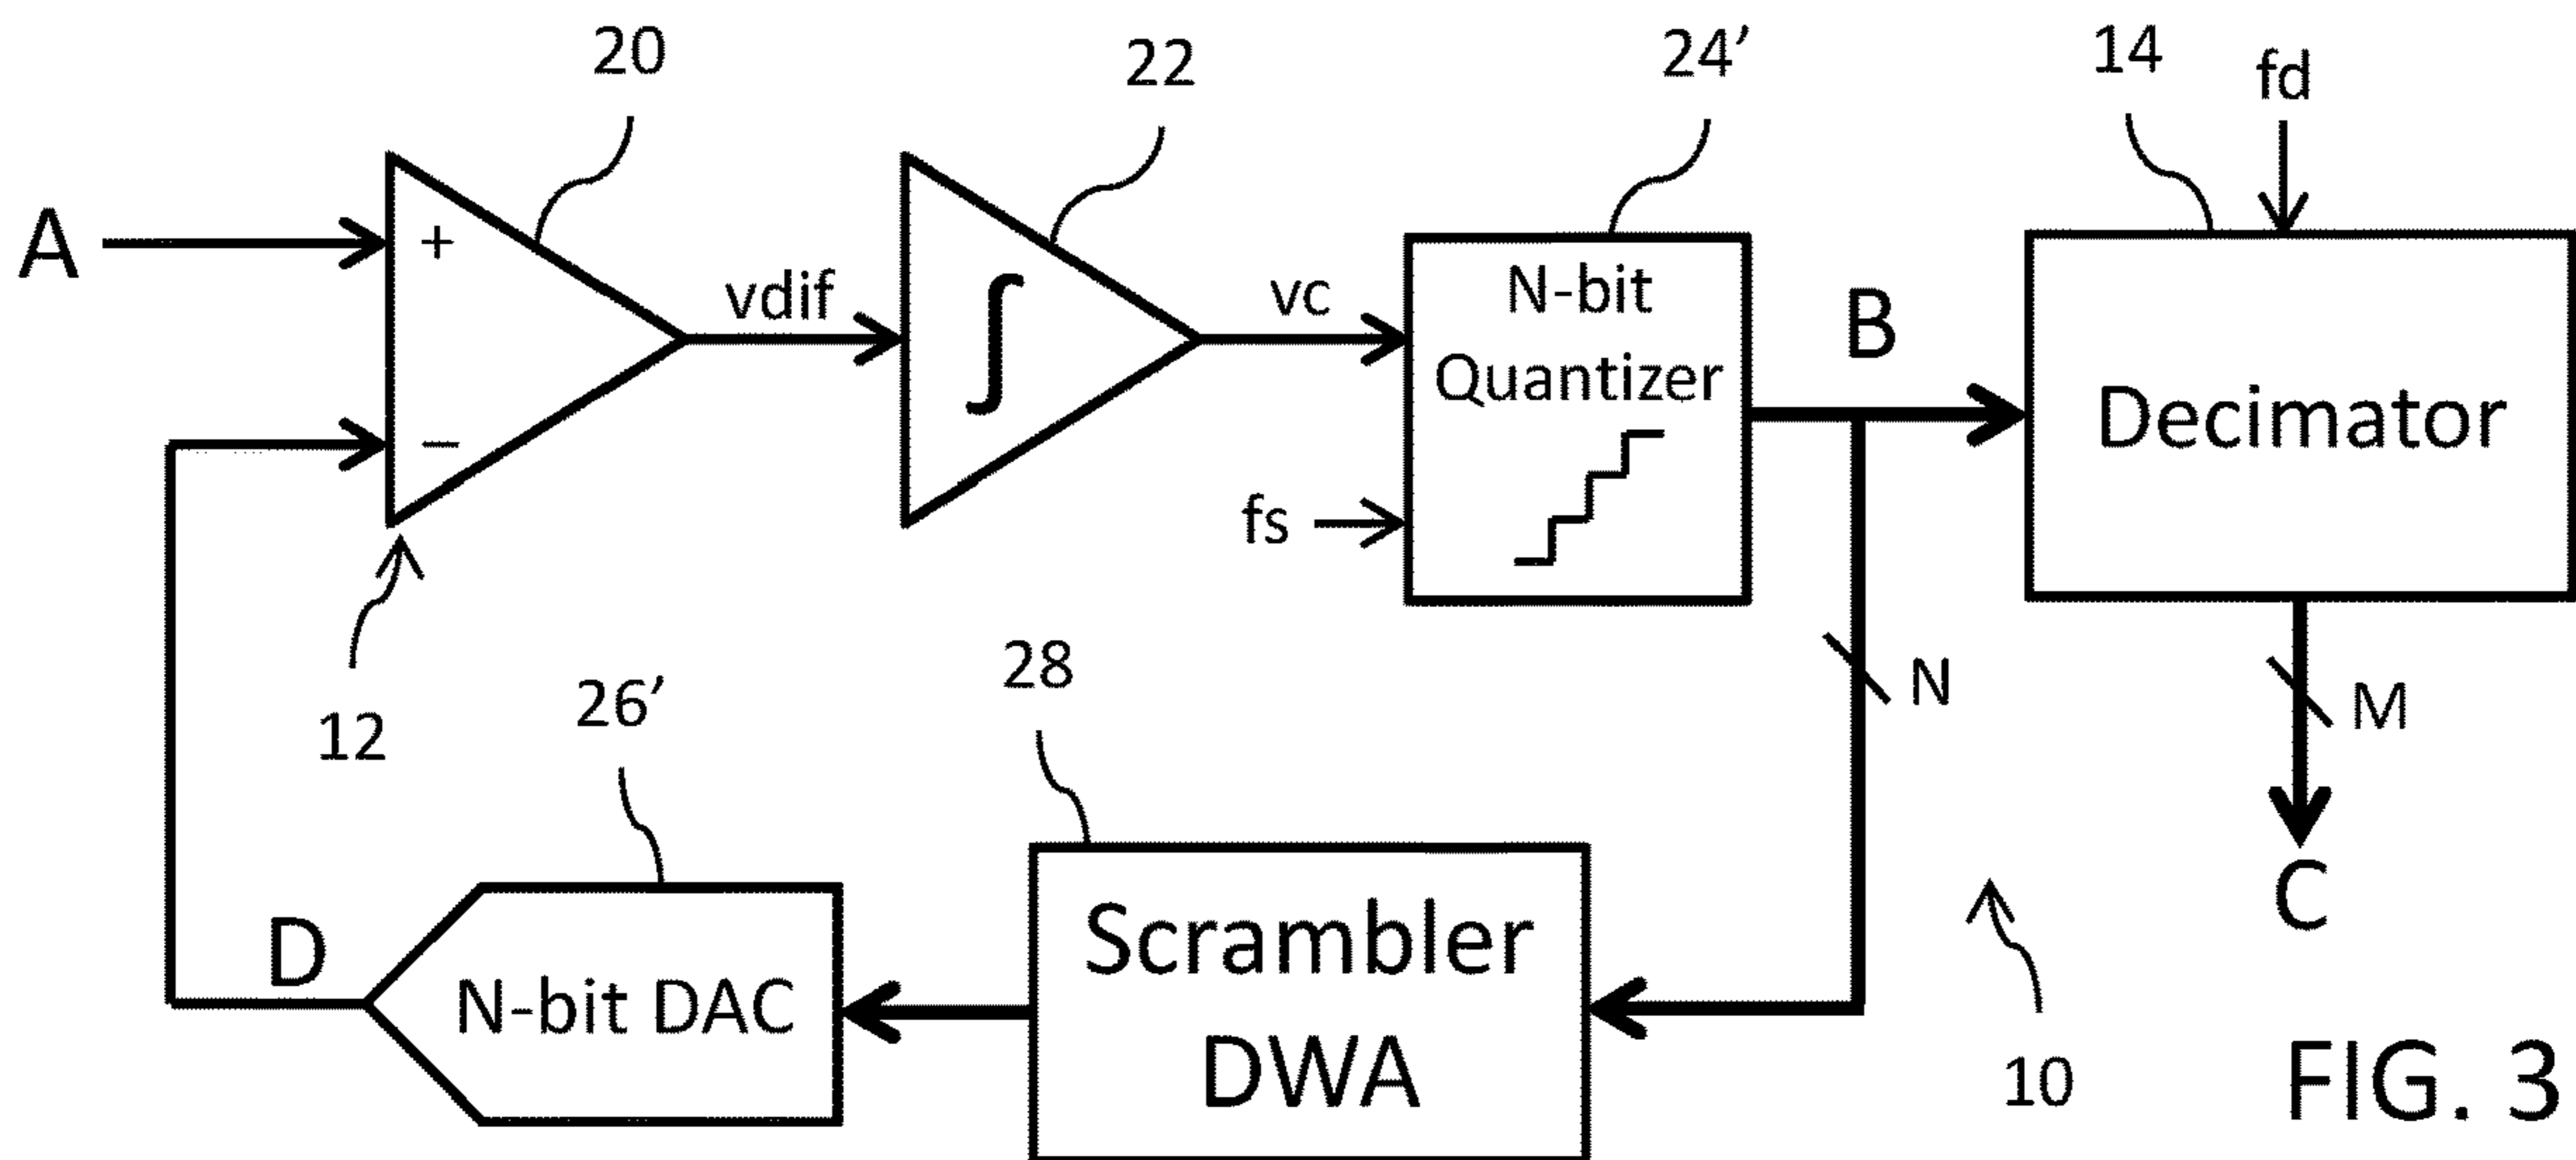 20
22
24’
14
fd
A
+
−
vdif
∫
vc
N-bit
Quantizer
fs
B
Decimator
12
N
M
C
26’
28
D
N-bit DAC
Scrambler
DWA
10
FIG. 3